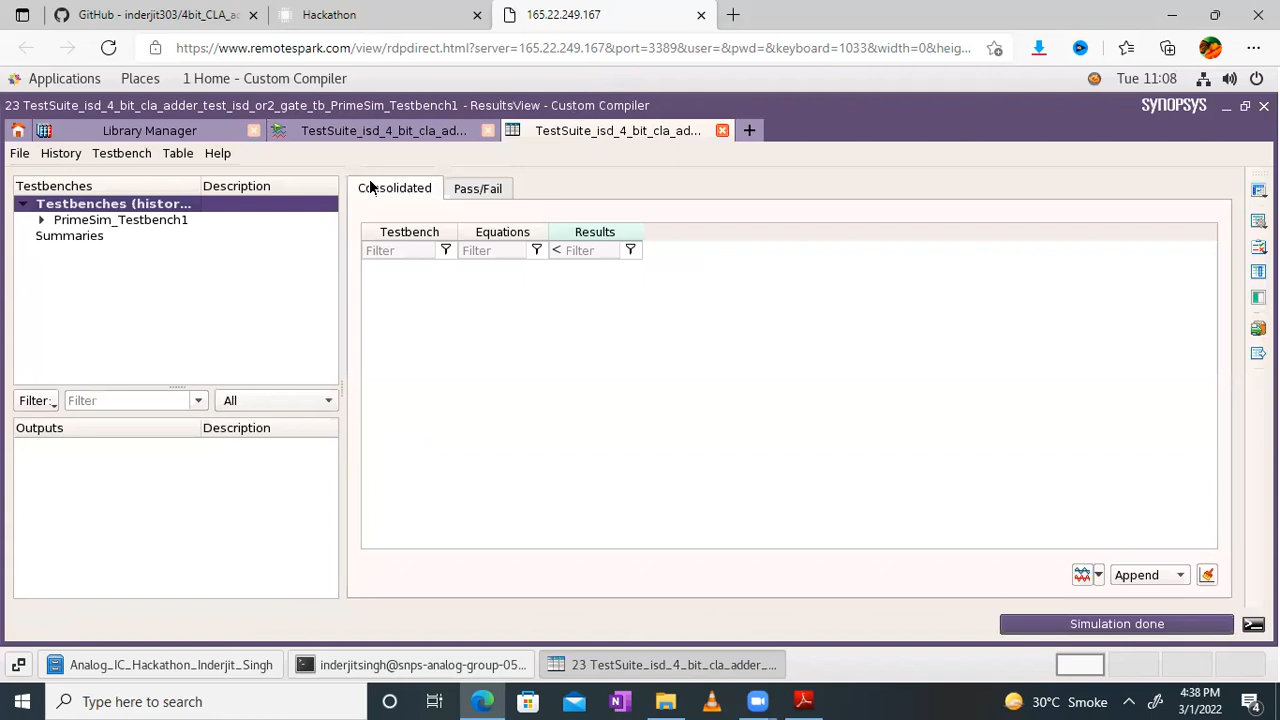 GitHub - inderjit303/4bit_CLA_ac
Hackathon
165.22.249.167
https://www.remotespark.com/view/rdpdirect.html?server=165.22.249.167&port=3389&user=&pwd=&keyboard=1033&width=0&heig...
Applications Places 1 Home - Custom Compiler
Tue 11:08
23 TestSuite_isd_4_bit_cla_adder_test_isd_or2_gate_tb_PrimeSim_Testbench1 - ResultsView - Custom Compiler
SYNOPSYS
Library Manager
TestSuite_isd_4_bit_cla_ad...
TestSuite_isd_4_bit_cla_ad...
File History Testbench Table Help
Testbenches Description
Testbenches (histor...
PrimeSim_Testbench1
Summaries
Consolidated Pass/Fail
Testbench Equations Results
Filter Filter < Filter
Filter: Filter All
Outputs Description
Append
Simulation done
Analog_IC_Hackathon_Inderjit_Singh
inderjitsingh@snps-analog-group-05...
23 TestSuite_isd_4_bit_cla_adder_...
Type here to search
30°C Smoke
4:38 PM
3/1/2022
4